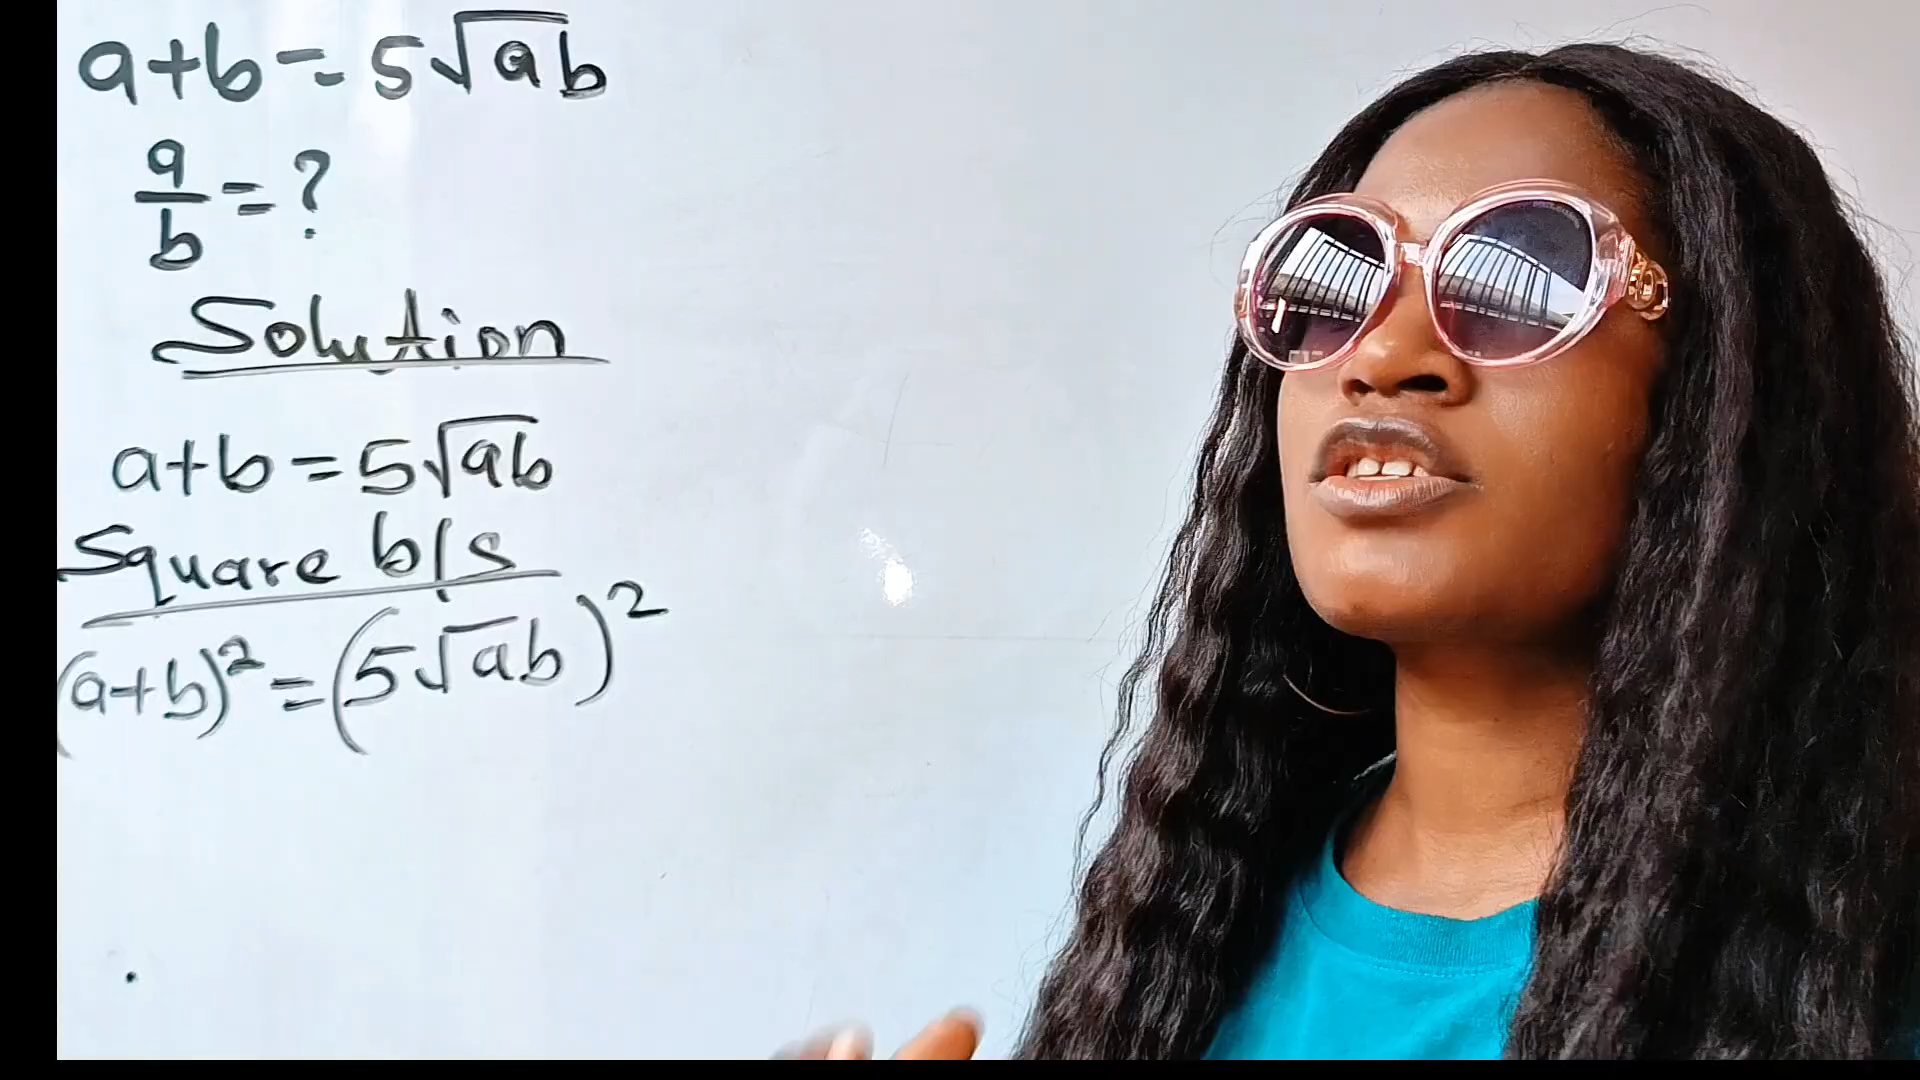 a+b=5√ab
a/b=?
Solution
a+b=5√ab
Square b/s
(a+b)²=(5√ab)²